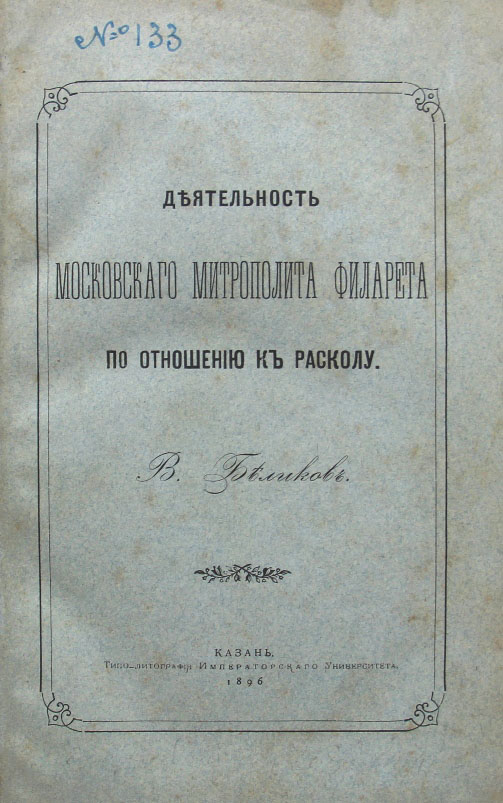 № 133
ДѢЯТЕЛЬНОСТЬ
МОСКОВСКАГО МИТРОПОЛИТА ФИЛАРЕТА
ПО ОТНОШЕНІЮ КЪ РАСКОЛУ.
В. Бѣликовъ.
КАЗАНЬ.
Типо-литографія Императорскаго Университета.
1896